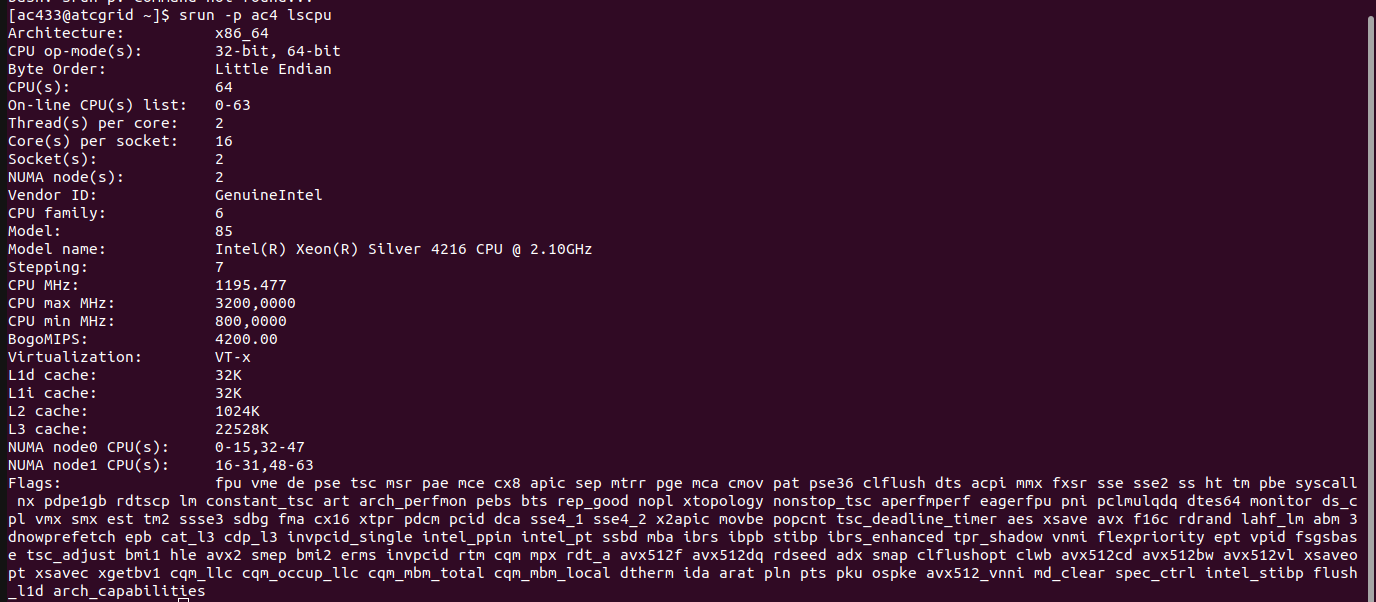 [ac433@atcgrid ~]$ srun -p ac4 lscpu
Architecture:          x86_64
CPU op-mode(s):        32-bit, 64-bit
Byte Order:            Little Endian
CPU(s):                64
On-line CPU(s) list:   0-63
Thread(s) per core:    2
Core(s) per socket:    16
Socket(s):             2
NUMA node(s):          2
Vendor ID:             GenuineIntel
CPU family:            6
Model:                 85
Model name:            Intel(R) Xeon(R) Silver 4216 CPU @ 2.10GHz
Stepping:              7
CPU MHz:               1195.477
CPU max MHz:           3200,0000
CPU min MHz:           800,0000
BogoMIPS:              4200.00
Virtualization:        VT-x
L1d cache:             32K
L1i cache:             32K
L2 cache:              1024K
L3 cache:              22528K
NUMA node0 CPU(s):     0-15,32-47
NUMA node1 CPU(s):     16-31,48-63
Flags:                 fpu vme de pse tsc msr pae mce cx8 apic sep mtrr pge mca cmov pat pse36 clflush dts acpi mmx fxsr sse sse2 ss ht tm pbe syscall
 nx pdpe1gb rdtscp lm constant_tsc art arch_perfmon pebs bts rep_good nopl xtopology nonstop_tsc aperfmperf eagerfpu pni pclmulqdq dtes64 monitor ds_c
pl vmx smx est tm2 ssse3 sdbg fma cx16 xtpr pdcm pcid dca sse4_1 sse4_2 x2apic movbe popcnt tsc_deadline_timer aes xsave avx f16c rdrand lahf_lm abm 3
dnowprefetch epb cat_l3 cdp_l3 invpcid_single intel_ppin intel_pt ssbd mba ibrs ibpb stibp ibrs_enhanced tpr_shadow vnmi flexpriority ept vpid fsgsbas
e tsc_adjust bmi1 hle avx2 smep bmi2 erms invpcid rtm cqm mpx rdt_a avx512f avx512dq rdseed adx smap clflushopt clwb avx512cd avx512bw avx512vl xsaveo
pt xsavec xgetbv1 cqm_llc cqm_occup_llc cqm_mbm_total cqm_mbm_local dtherm ida arat pln pts pku ospke avx512_vnni md_clear spec_ctrl intel_stibp flush
_l1d arch_capabilities